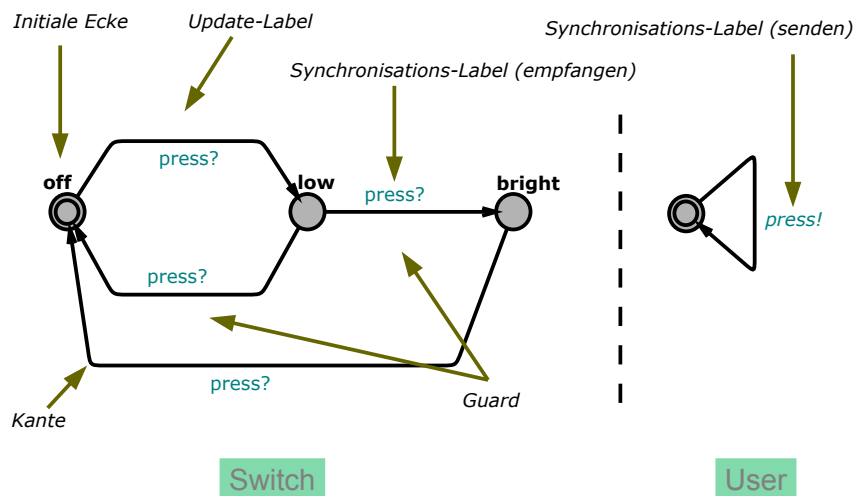 Initiale Ecke
Update-Label
Synchronisations-Label (senden)
Synchronisations-Label (empfangen)
press?
off
low
press?
bright
press!
press?
press?
Guard
Kante
Switch
User